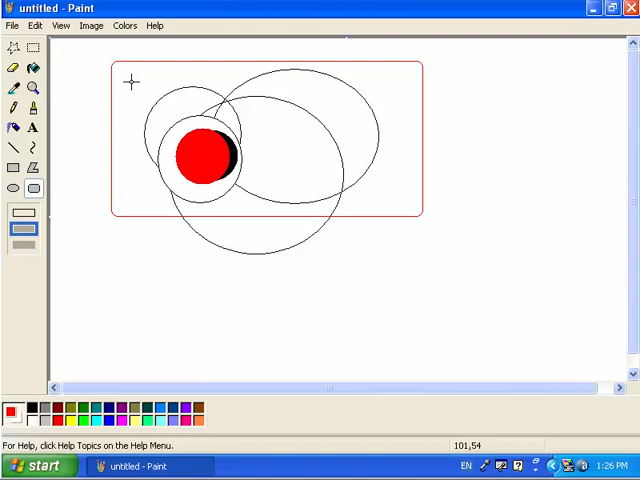 untitled - Paint
File Edit View Image Colors Help
A
For Help, click Help Topics on the Help Menu.
101,54
start
untitled - Paint
EN
1:26 PM